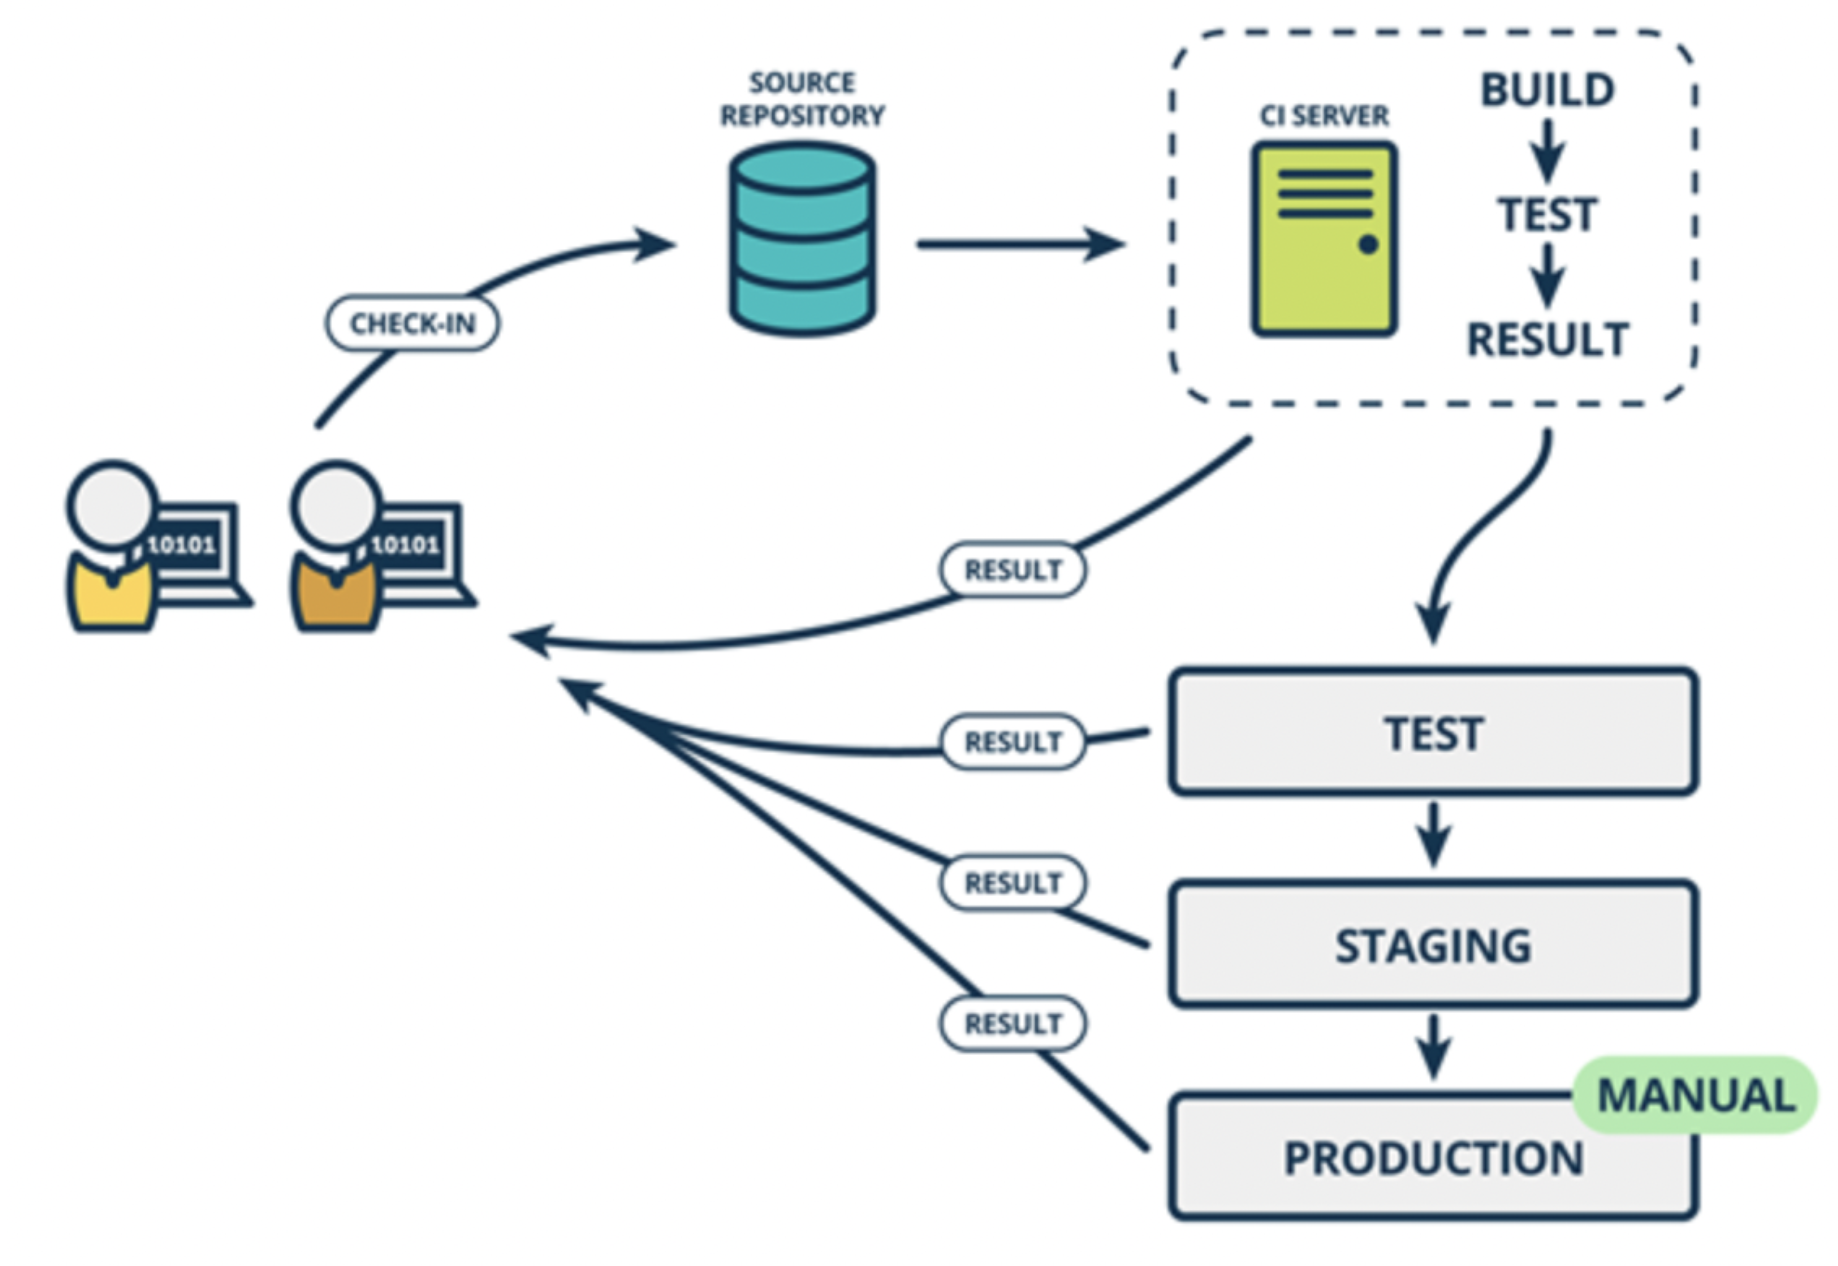 SOURCE
REPOSITORY
CI SERVER
BUILD
TEST
RESULT
CHECK-IN
10101
10101
RESULT
RESULT
TEST
RESULT
STAGING
RESULT
MANUAL
PRODUCTION